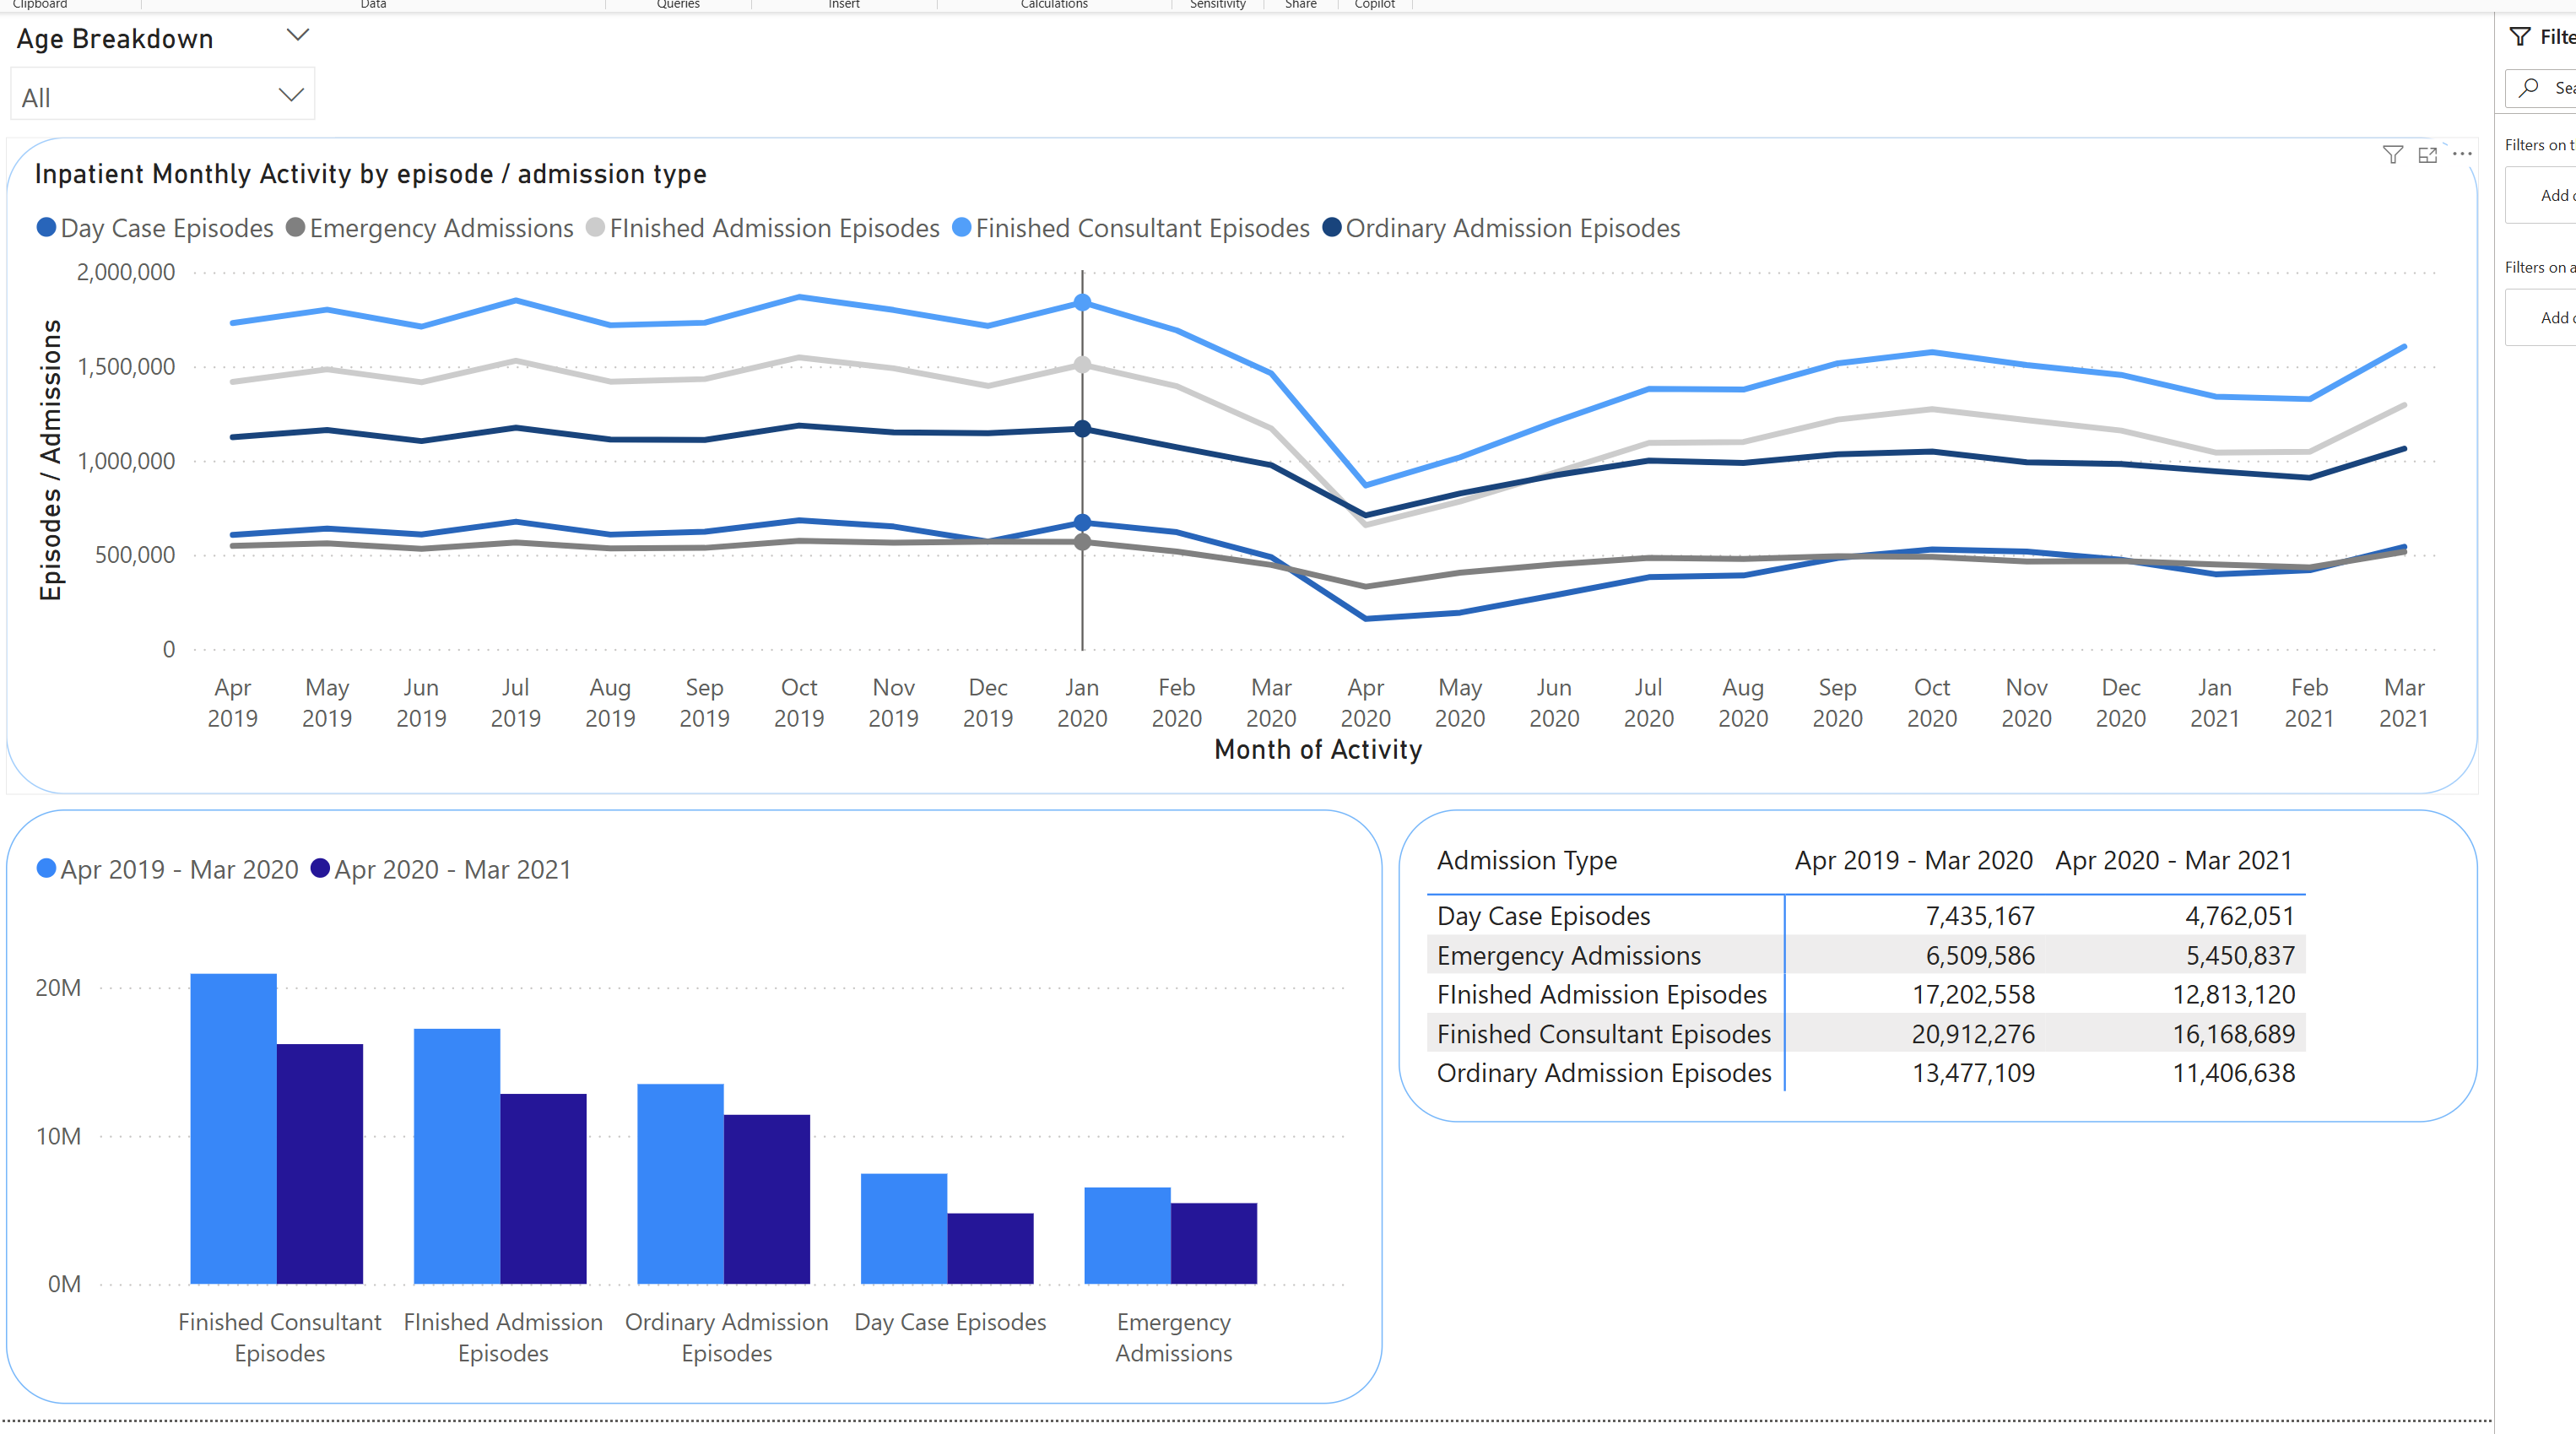 Clipboard Data Queries Insert Calculations Sensitivity Share Copilot
Age Breakdown
All
Inpatient Monthly Activity by episode / admission type
Day Case Episodes Emergency Admissions FInished Admission Episodes Finished Consultant Episodes Ordinary Admission Episodes
Episodes / Admissions
2,000,000
1,500,000
1,000,000
500,000
0
Apr May Jun Jul Aug Sep Oct Nov Dec Jan Feb Mar Apr May Jun Jul Aug Sep Oct Nov Dec Jan Feb Mar
2019 2019 2019 2019 2019 2019 2019 2019 2019 2020 2020 2020 2020 2020 2020 2020 2020 2020 2020 2020 2020 2021 2021 2021
Month of Activity
Apr 2019 - Mar 2020 Apr 2020 - Mar 2021
20M
10M
0M
Finished Consultant FInished Admission Ordinary Admission Day Case Episodes Emergency
Episodes Episodes Episodes Admissions
Admission Type Apr 2019 - Mar 2020 Apr 2020 - Mar 2021
Day Case Episodes 7,435,167 4,762,051
Emergency Admissions 6,509,586 5,450,837
FInished Admission Episodes 17,202,558 12,813,120
Finished Consultant Episodes 20,912,276 16,168,689
Ordinary Admission Episodes 13,477,109 11,406,638
Filte
Sea
Filters on t
Add
Filters on a
Add